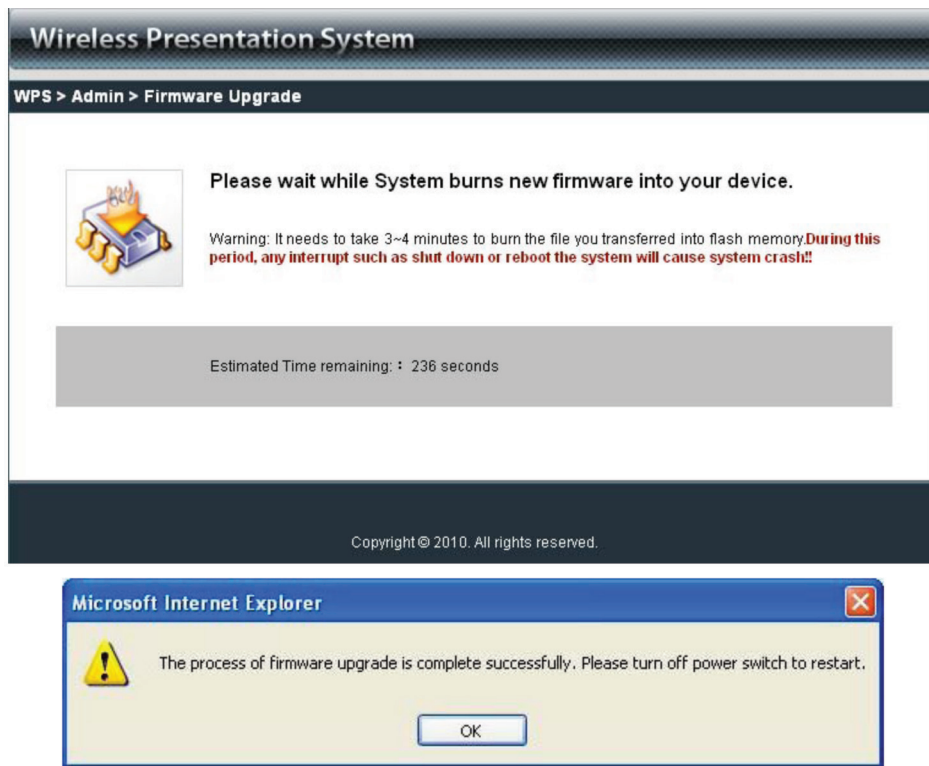 Wireless Presentation System
WPS > Admin > Firmware Upgrade
Please wait while System burns new firmware into your device.
Warning: It needs to take 3~4 minutes to burn the file you transferred into flash memory.During this
period, any interrupt such as shut down or reboot the system will cause system crash!!
Estimated Time remaining: : 236 seconds
Copyright © 2010. All rights reserved.
Microsoft Internet Explorer
The process of firmware upgrade is complete successfully. Please turn off power switch to restart.
OK